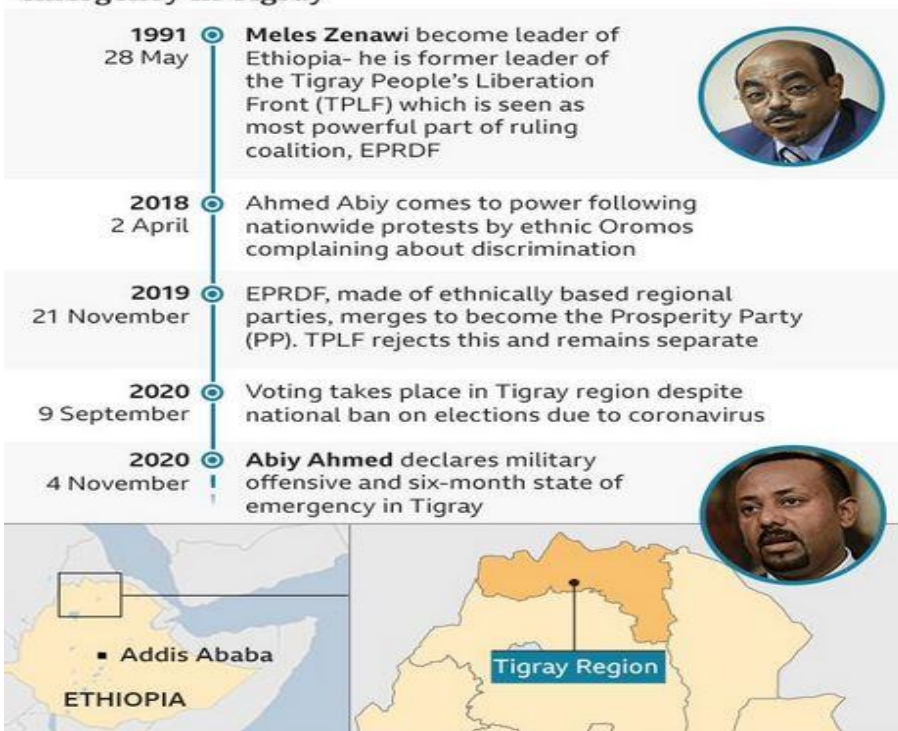 1991
28 May
Meles Zenawi become leader of
Ethiopia- he is former leader of
the Tigray People's Liberation
Front (TPLF) which is seen as
most powerful part of ruling
coalition, EPRDF
2018
2 April
Ahmed Abiy comes to power following
nationwide protests by ethnic Oromos
complaining about discrimination
2019
21 November
EPRDF, made of ethnically based regional
parties, merges to become the Prosperity Party
(PP). TPLF rejects this and remains separate
2020
9 September
Voting takes place in Tigray region despite
national ban on elections due to coronavirus
2020
4 November
Abiy Ahmed declares military
offensive and six-month state of
emergency in Tigray
Addis Ababa
ETHIOPIA
Tigray Region